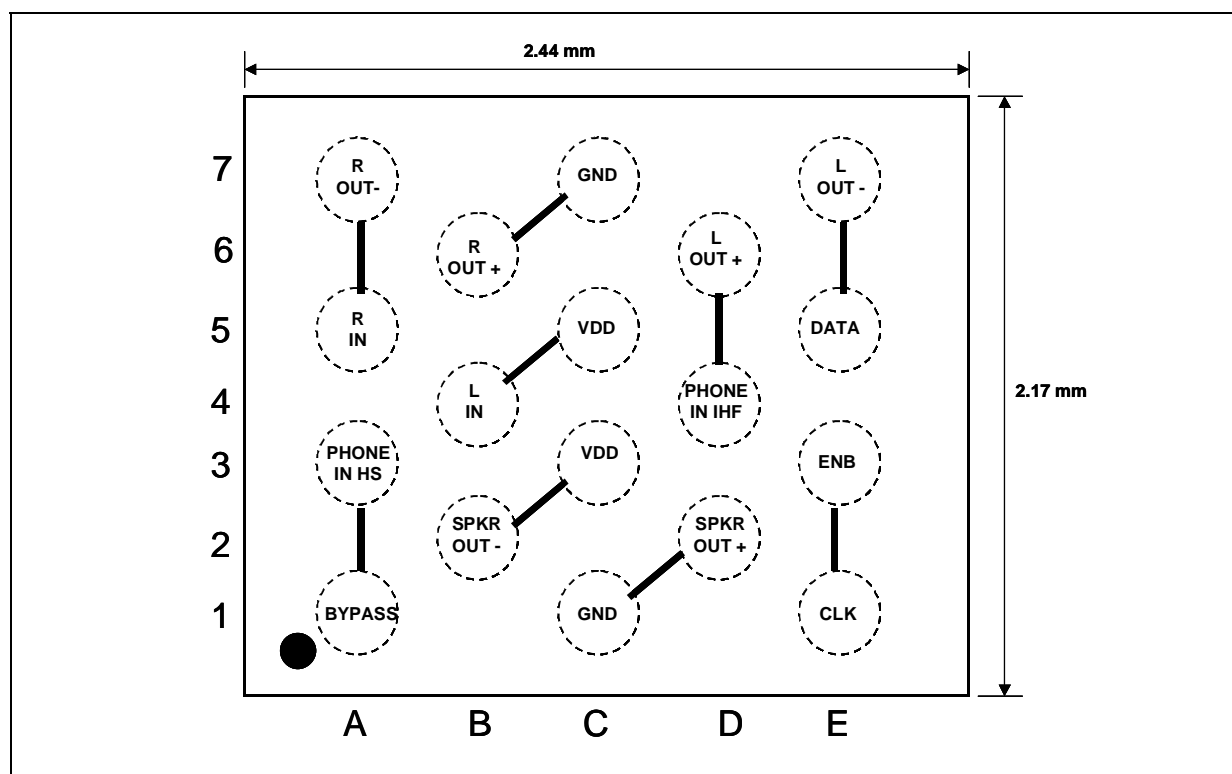 2.44 mm
7
R
OUT-
GND
L
OUT -
6
R
OUT +
L
OUT +
5
R
IN
VDD
DATA
4
L
IN
PHONE
IN IHF
2.17 mm
3
PHONE
IN HS
VDD
ENB
2
SPKR
OUT -
SPKR
OUT +
1
BYPASS
GND
CLK
A B C D E